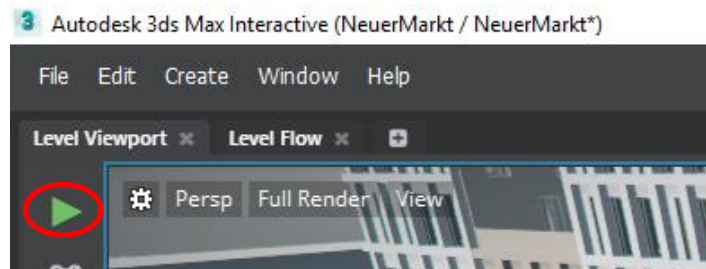 Autodesk 3ds Max Interactive (NeuerMarkt / NeuerMarkt*)
File Edit Create Window Help
Level Viewport Level Flow
Persp Full Render View